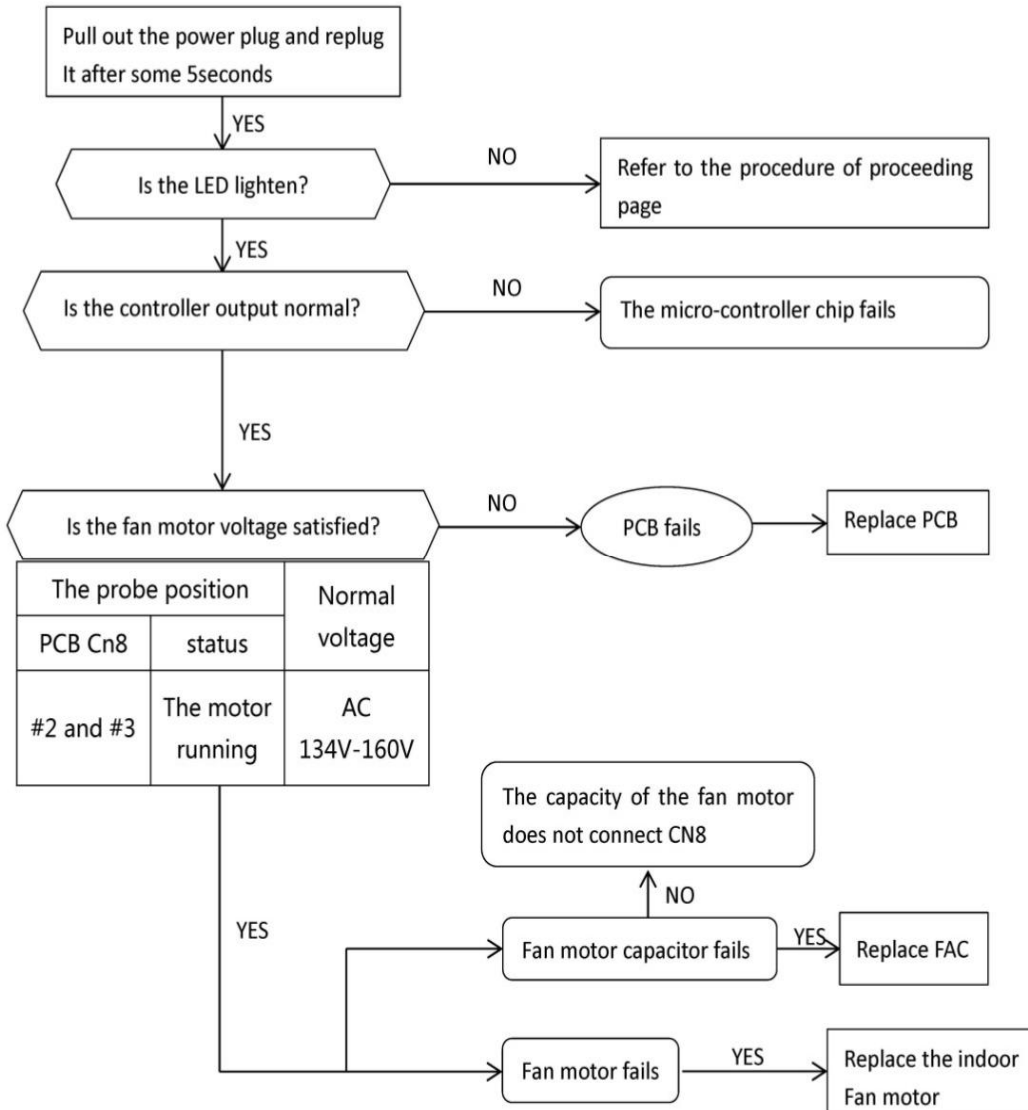 Pull out the power plug and replug
It after some 5seconds
YES
Is the LED lighten?
NO
Refer to the procedure of proceeding
page
YES
Is the controller output normal?
NO
The micro-controller chip fails
YES
Is the fan motor voltage satisfied?
NO
PCB fails
Replace PCB
The probe position
Normal
voltage
PCB Cn8
status
#2 and #3
The motor
running
AC
134V-160V
The capacity of the fan motor
does not connect CN8
NO
YES
Fan motor capacitor fails
YES
Replace FAC
Fan motor fails
YES
Replace the indoor
Fan motor